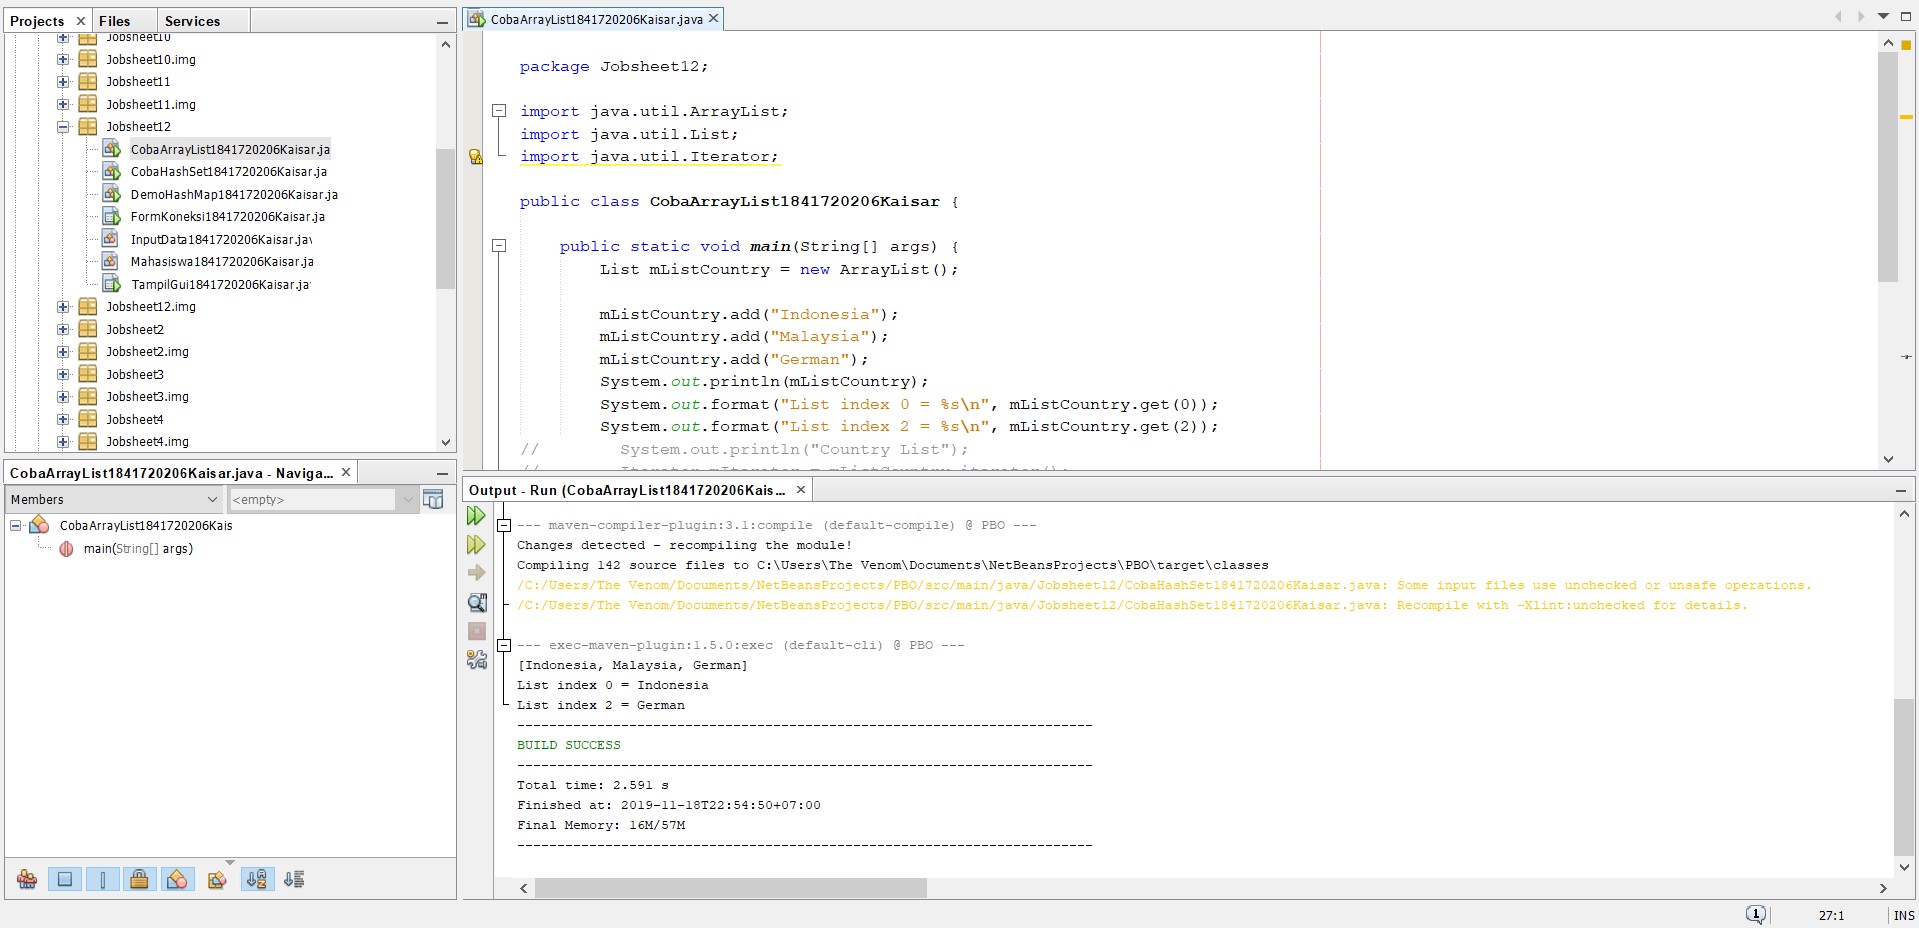 Projects
Files
Services
Jobsheet10
Jobsheet10.img
Jobsheet11
Jobsheet11.img
Jobsheet12
CobaArrayList1841720206Kaisar.ja
CobaHashSet1841720206Kaisar.ja
DemoHashMap1841720206Kaisar.ja
FormKoneksi1841720206Kaisar.ja
InputData1841720206Kaisar.jav
Mahasiswa1841720206Kaisar.ja
TampilGui1841720206Kaisar.ja
Jobsheet12.img
Jobsheet2
Jobsheet2.img
Jobsheet3
Jobsheet3.img
Jobsheet4
Jobsheet4.img
CobaArrayList1841720206Kaisar.java - Naviga...
Members
<empty>
CobaArrayList1841720206Kais
main(String[] args)
CobaArrayList1841720206Kaisar.java
package Jobsheet12;
import java.util.ArrayList;
import java.util.List;
import java.util.Iterator;
public class CobaArrayList1841720206Kaisar {
public static void main(String[] args) {
List mListCountry = new ArrayList();
mListCountry.add("Indonesia");
mListCountry.add("Malaysia");
mListCountry.add("German");
System.out.println(mListCountry);
System.out.format("List index 0 = %s\n", mListCountry.get(0));
System.out.format("List index 2 = %s\n", mListCountry.get(2));
// System.out.println("Country List");
// Iterator mIterator = mListCountry.iterator();
Output - Run (CobaArrayList1841720206Kais...
--- maven-compiler-plugin:3.1:compile (default-compile) @ PBO ---
Changes detected - recompiling the module!
Compiling 142 source files to C:\Users\The Venom\Documents\NetBeansProjects\PBO\target\classes
/C:/Users/The Venom/Documents/NetBeansProjects/PBO/src/main/java/Jobsheet12/CobaHashSet1841720206Kaisar.java: Some input files use unchecked or unsafe operations.
/C:/Users/The Venom/Documents/NetBeansProjects/PBO/src/main/java/Jobsheet12/CobaHashSet1841720206Kaisar.java: Recompile with -Xlint:unchecked for details.
--- exec-maven-plugin:1.5.0:exec (default-cli) @ PBO ---
[Indonesia, Malaysia, German]
List index 0 = Indonesia
List index 2 = German
------------------------------------------------------------------------
BUILD SUCCESS
------------------------------------------------------------------------
Total time: 2.591 s
Finished at: 2019-11-18T22:54:50+07:00
Final Memory: 16M/57M
------------------------------------------------------------------------
1
27:1
INS